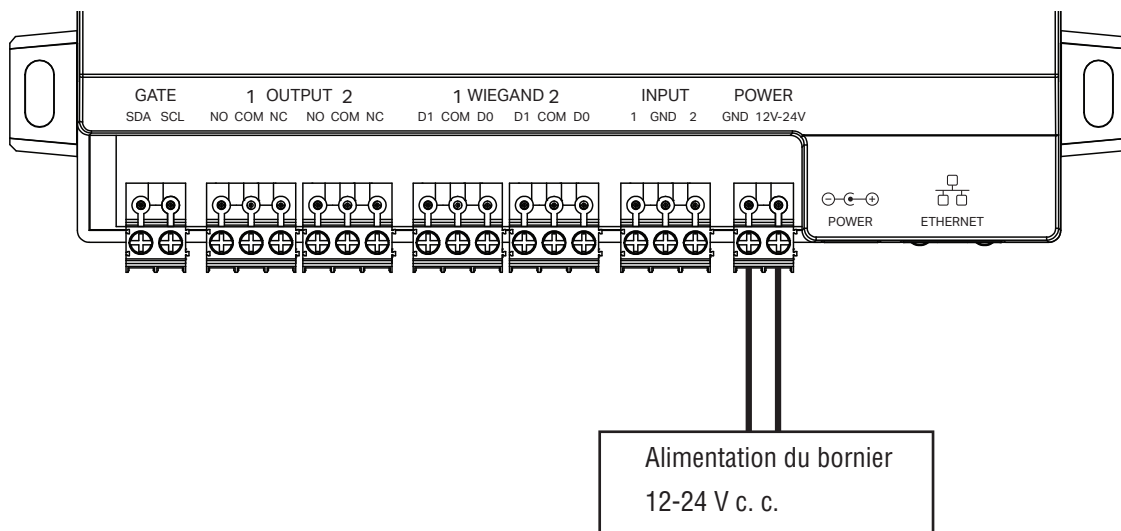 GATE 1 OUTPUT 2 1 WIEGAND 2 INPUT POWER
SDA SCL NO COM NC NO COM NC D1 COM D0 D1 COM D0 1 GND 2 GND 12V-24V
POWER ETHERNET
Alimentation du bornier
12-24 V c. c.